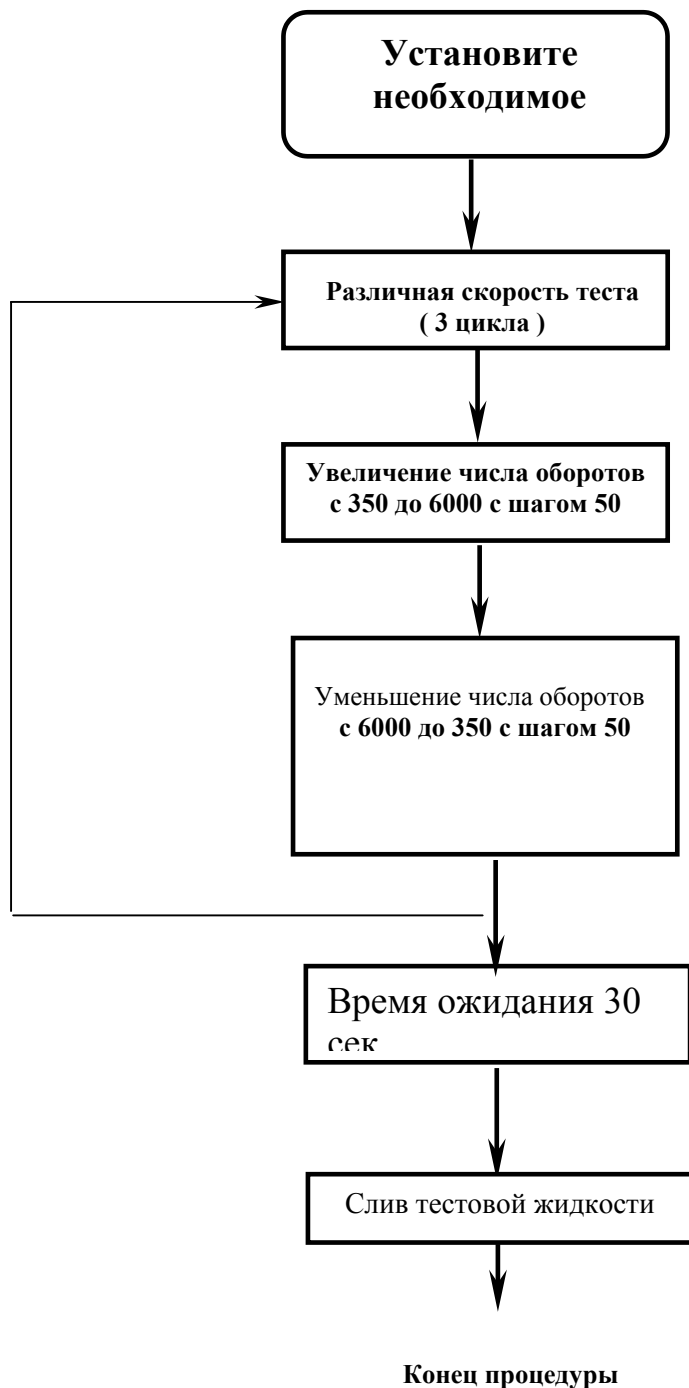 Установите
необходимое
Различная скорость теста
( 3 цикла )
Увеличение числа оборотов
с 350 до 6000 с шагом 50
Уменьшение числа оборотов
с 6000 до 350 с шагом 50
Время ожидания 30
сек
Слив тестовой жидкости
Конец процедуры